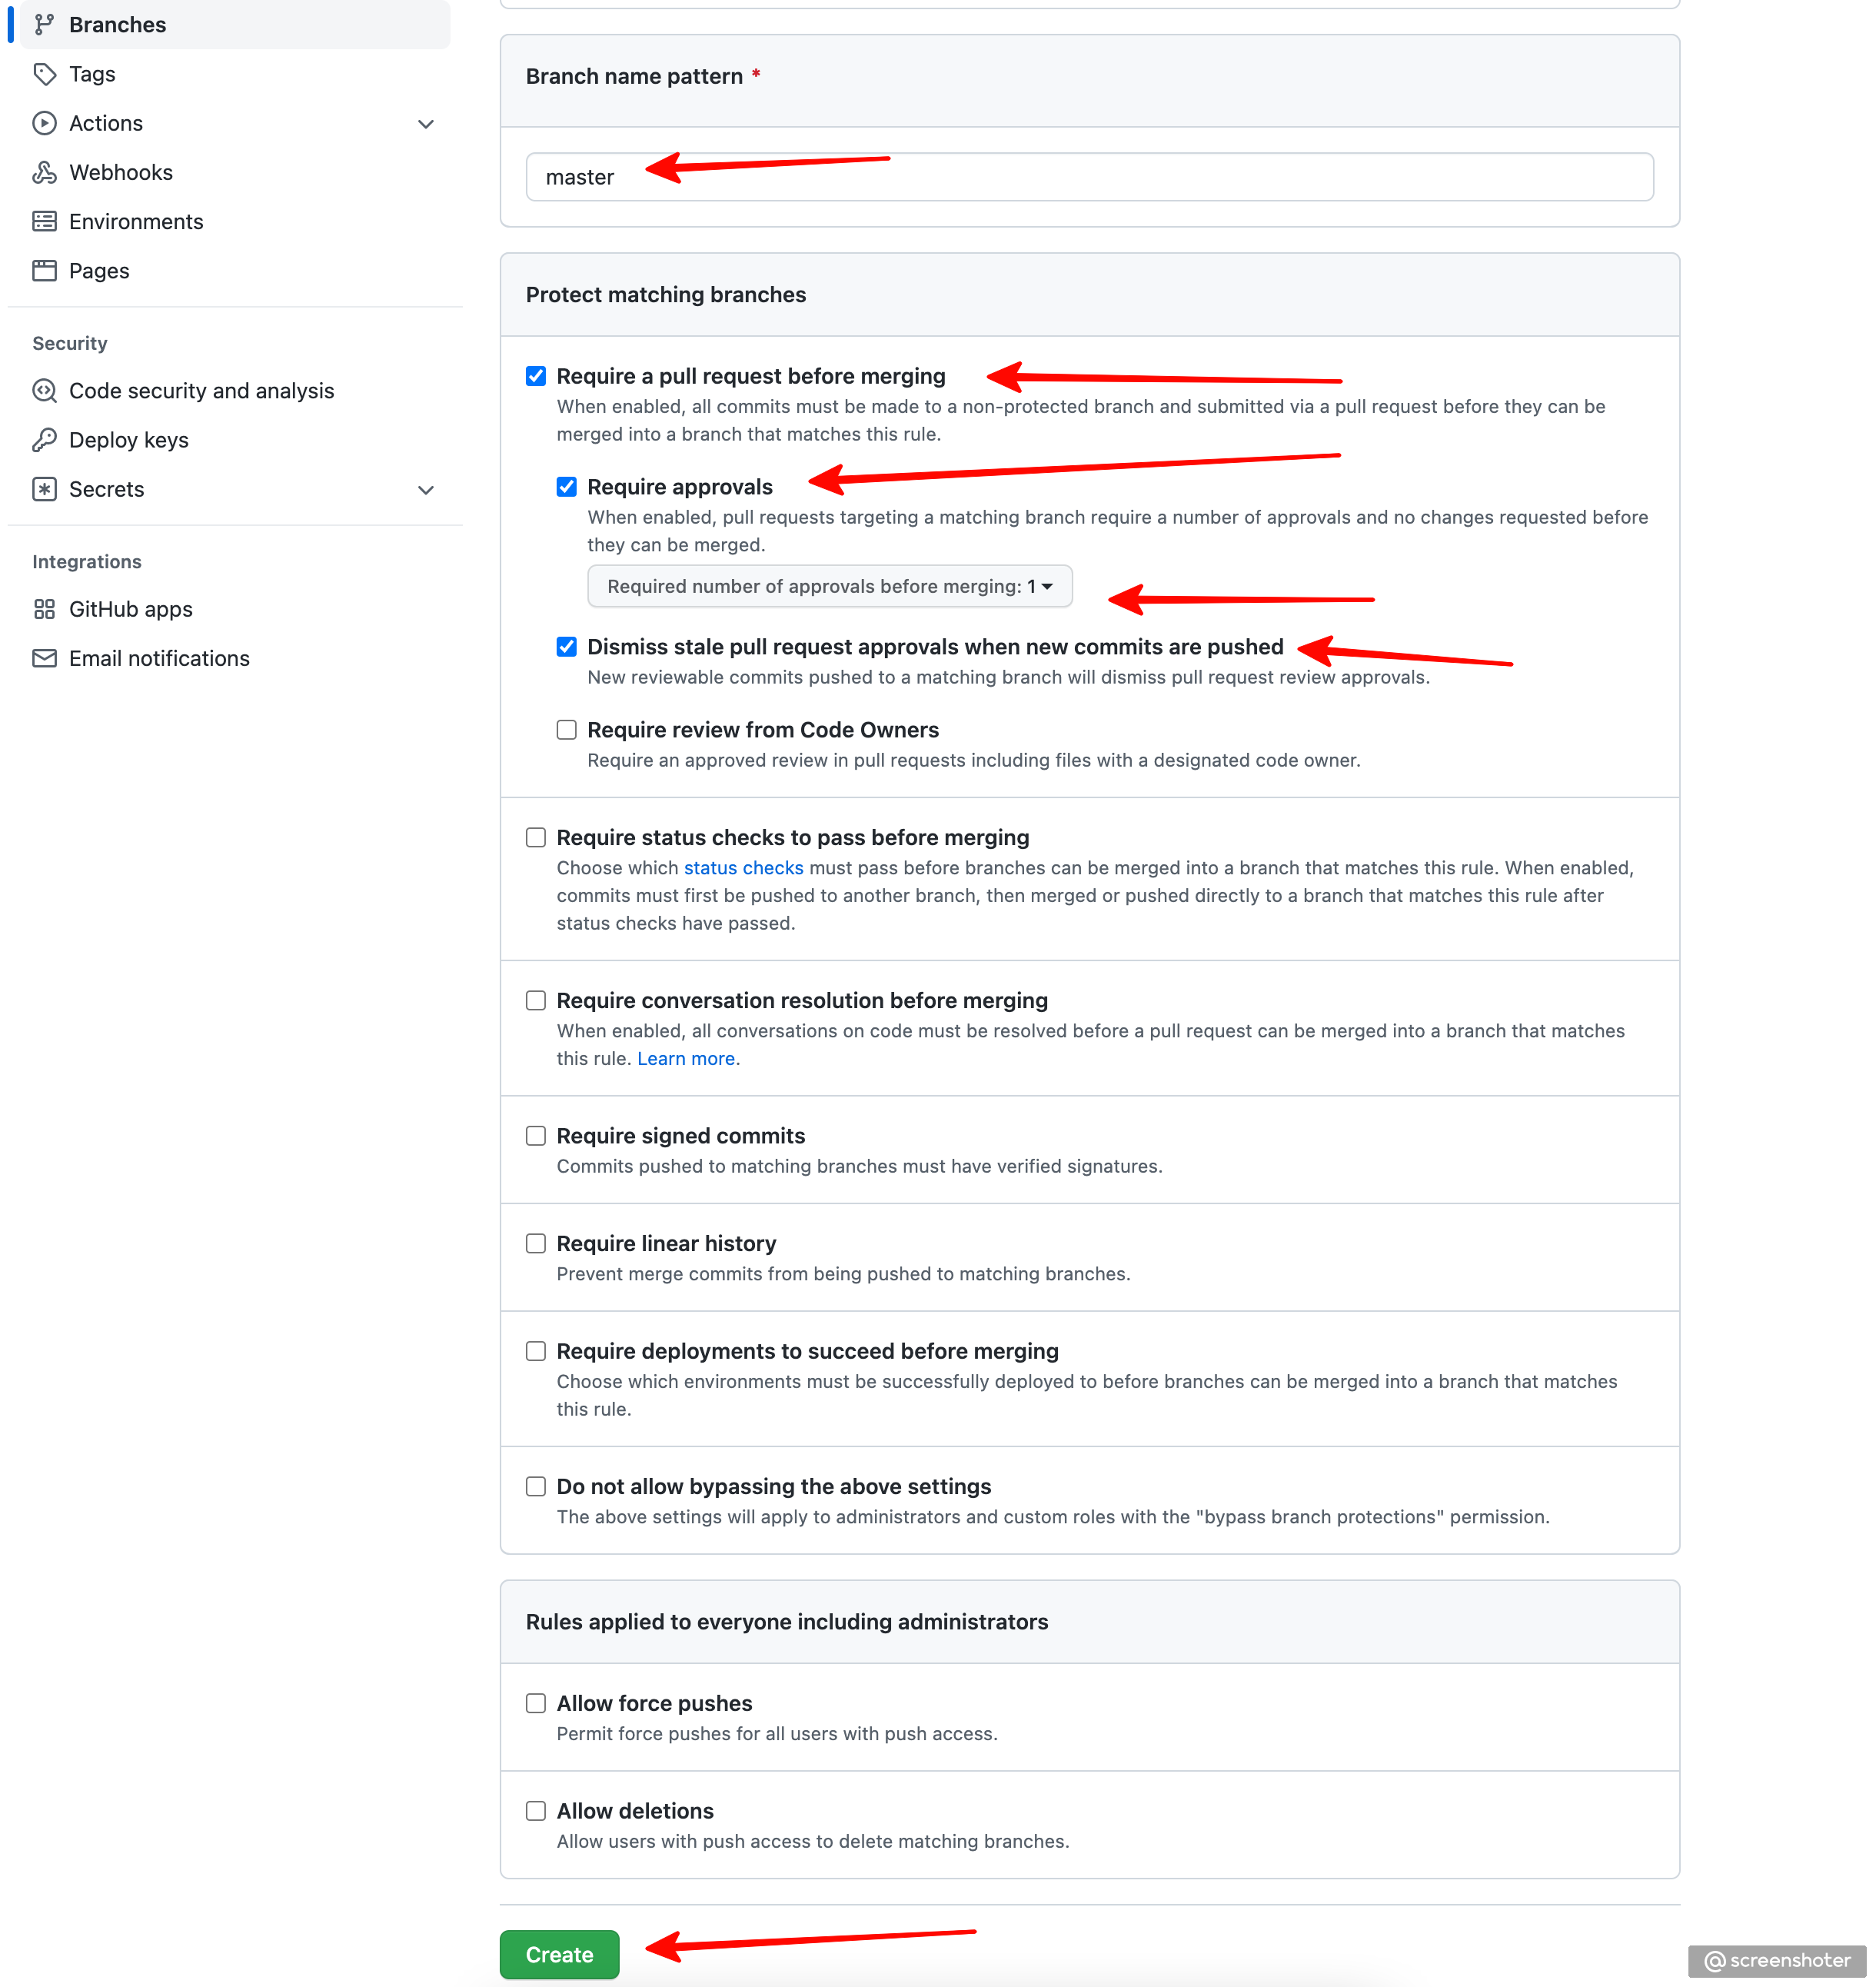 Branches
Tags
Actions
Webhooks
Environments
Pages
Security
Code security and analysis
Deploy keys
Secrets
Integrations
GitHub apps
Email notifications
Branch name pattern *
master
Protect matching branches
Require a pull request before merging
When enabled, all commits must be made to a non-protected branch and submitted via a pull request before they can be
merged into a branch that matches this rule.
Require approvals
When enabled, pull requests targeting a matching branch require a number of approvals and no changes requested before
they can be merged.
Required number of approvals before merging: 1
Dismiss stale pull request approvals when new commits are pushed
New reviewable commits pushed to a matching branch will dismiss pull request review approvals.
Require review from Code Owners
Require an approved review in pull requests including files with a designated code owner.
Require status checks to pass before merging
Choose which status checks must pass before branches can be merged into a branch that matches this rule. When enabled,
commits must first be pushed to another branch, then merged or pushed directly to a branch that matches this rule after
status checks have passed.
Require conversation resolution before merging
When enabled, all conversations on code must be resolved before a pull request can be merged into a branch that matches
this rule. Learn more.
Require signed commits
Commits pushed to matching branches must have verified signatures.
Require linear history
Prevent merge commits from being pushed to matching branches.
Require deployments to succeed before merging
Choose which environments must be successfully deployed to before branches can be merged into a branch that matches
this rule.
Do not allow bypassing the above settings
The above settings will apply to administrators and custom roles with the "bypass branch protections" permission.
Rules applied to everyone including administrators
Allow force pushes
Permit force pushes for all users with push access.
Allow deletions
Allow users with push access to delete matching branches.
Create
@screenshoter